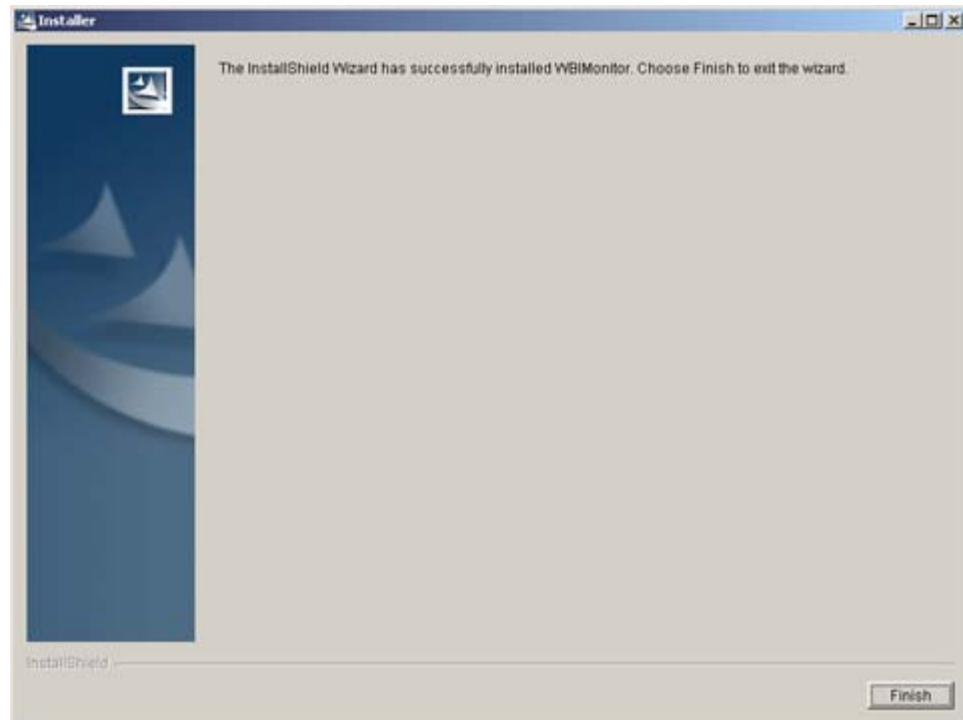 Installer
The InstallShield Wizard has successfully installed WBIMonitor. Choose Finish to exit the wizard.
InstallShield
Finish